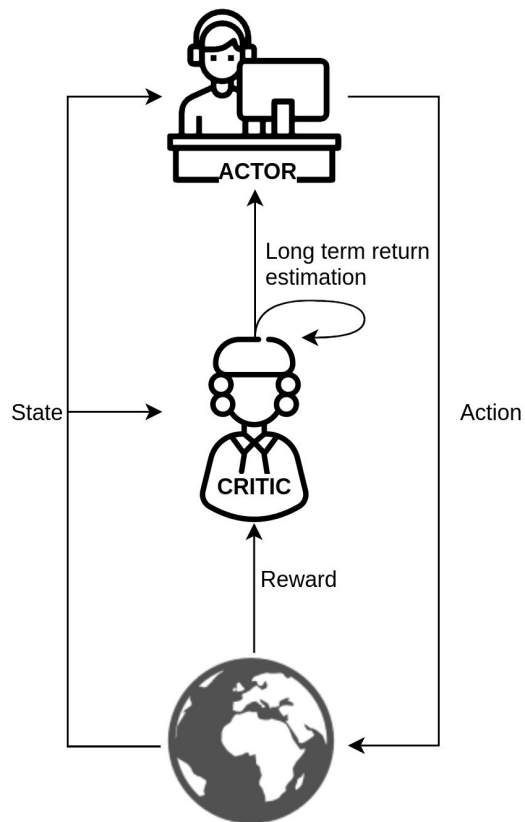 ACTOR
Long term return
estimation
State
Action
CRITIC
Reward